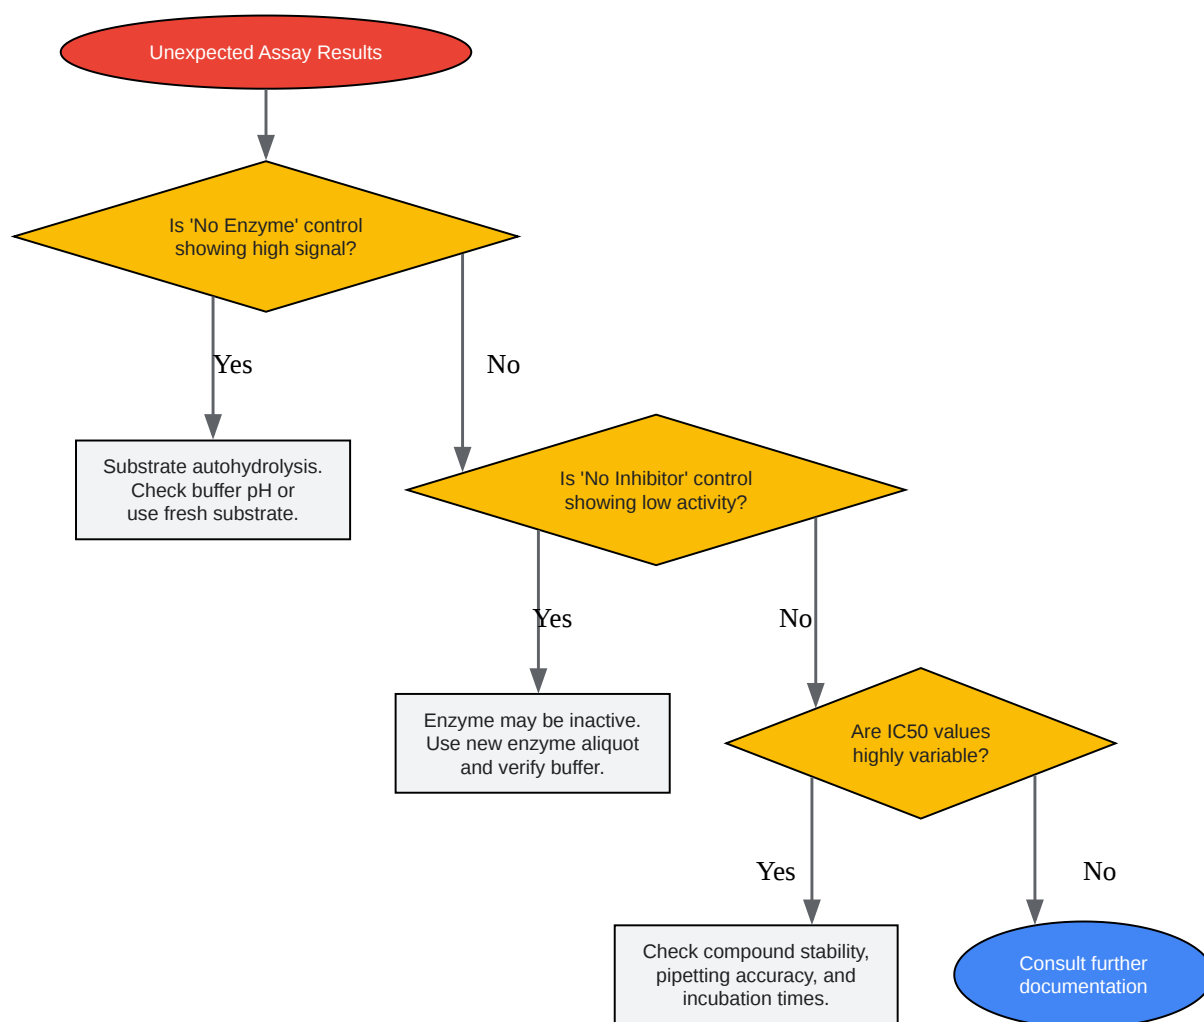 Unexpected Assay Results
Is 'No Enzyme' control
showing high signal?
Yes
No
Substrate autohydrolysis.
Check buffer pH or
use fresh substrate.
Is 'No Inhibitor' control
showing low activity?
Yes
No
Enzyme may be inactive.
Use new enzyme aliquot
and verify buffer.
Are IC50 values
highly variable?
Yes
No
Check compound stability,
pipetting accuracy, and
incubation times.
Consult further
documentation